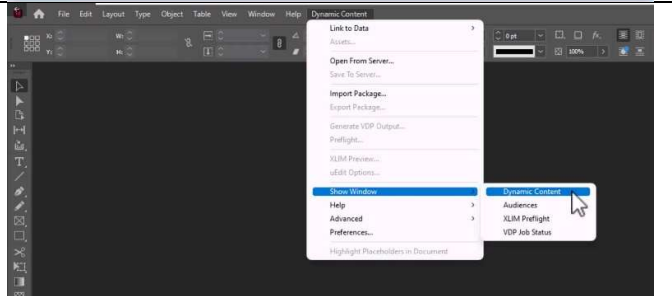 File Edit Layout Type Object Table View Window Help Dynamic Content
X: W: 0 pt
Y: H: 100%
Link to Data
Assets...
Open From Server...
Save To Server...
Import Package...
Export Package...
Generate VDP Output...
Preflight...
XLIM Preview...
uEdit Options...
Show Window
Help
Advanced
Preferences...
Highlight Placeholders in Document
Dynamic Content
Audiences
XLIM Preflight
VDP Job Status